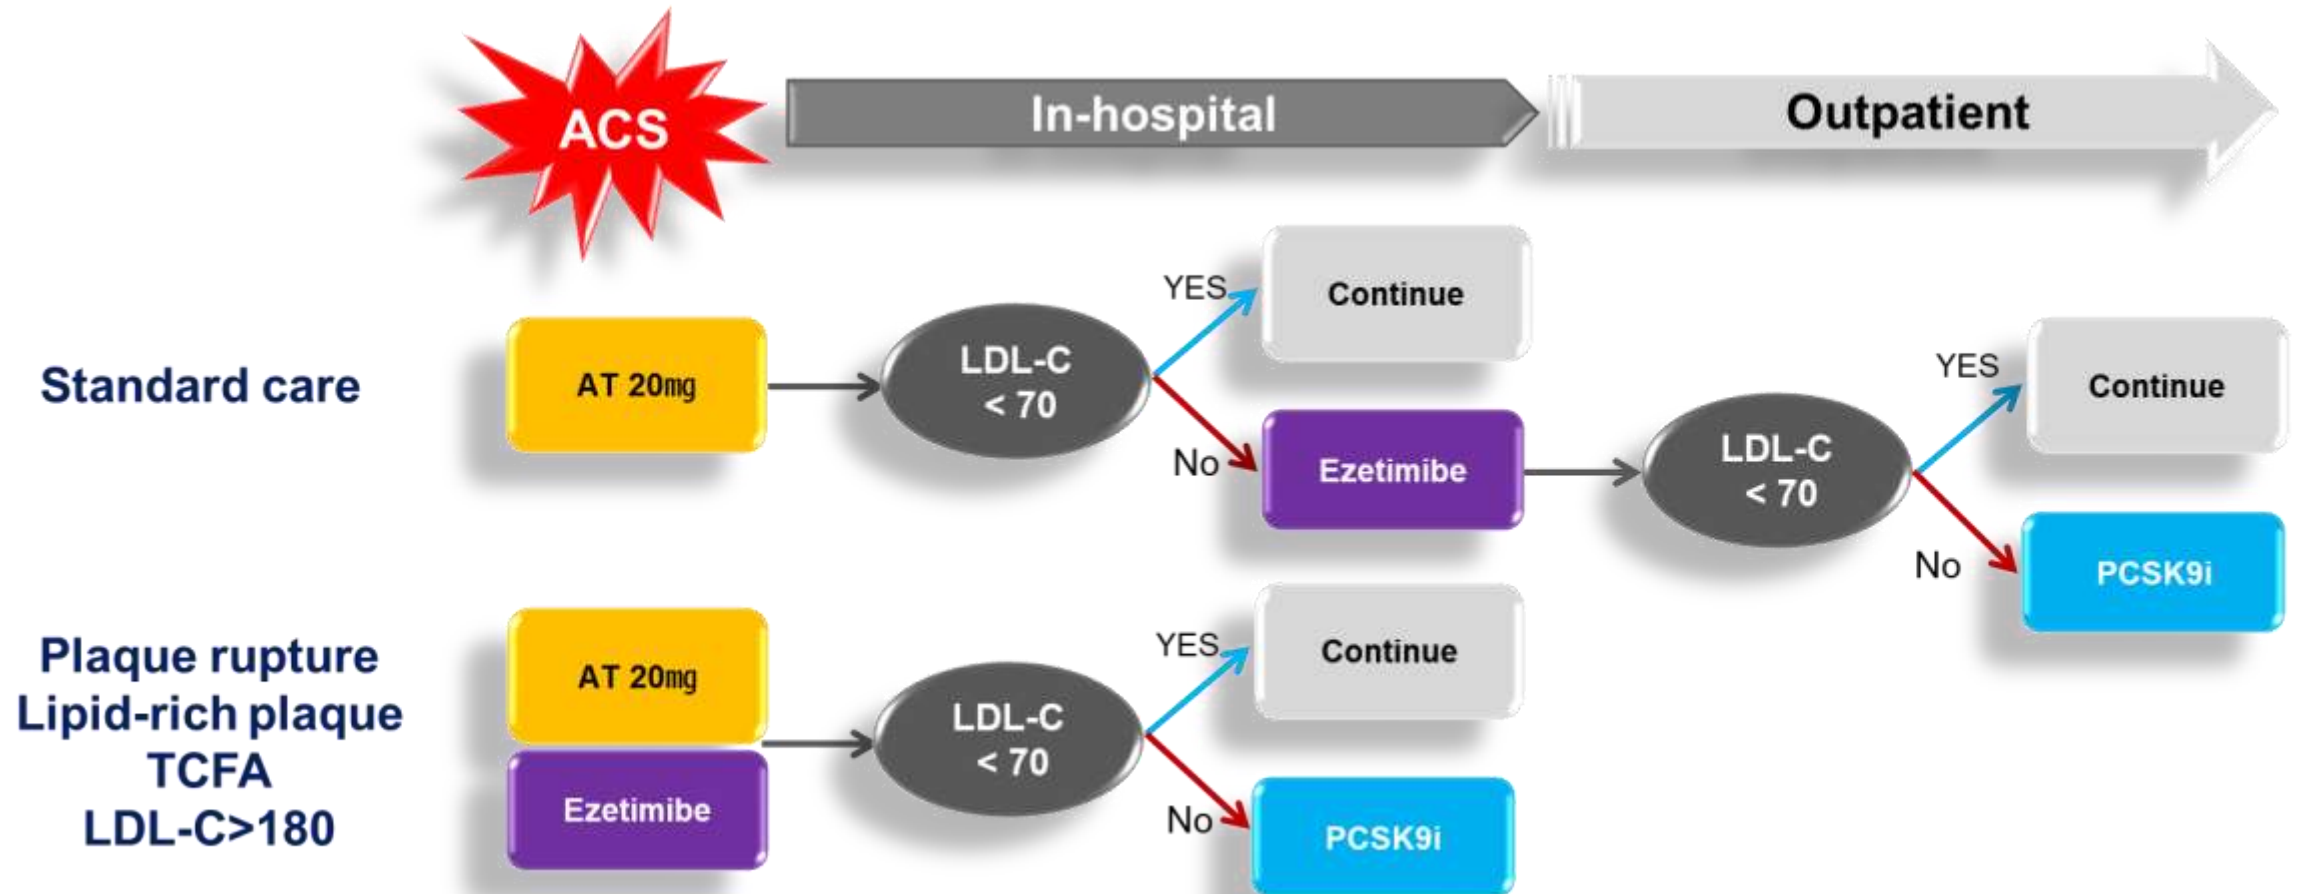 ACS
In-hospital
Outpatient
Standard care
AT 20㎎
LDL-C
< 70
YES
Continue
No
Ezetimibe
LDL-C
< 70
YES
Continue
No
PCSK9i
Plaque rupture
Lipid-rich plaque
TCFA
LDL-C>180
AT 20㎎
Ezetimibe
LDL-C
< 70
YES
Continue
No
PCSK9i